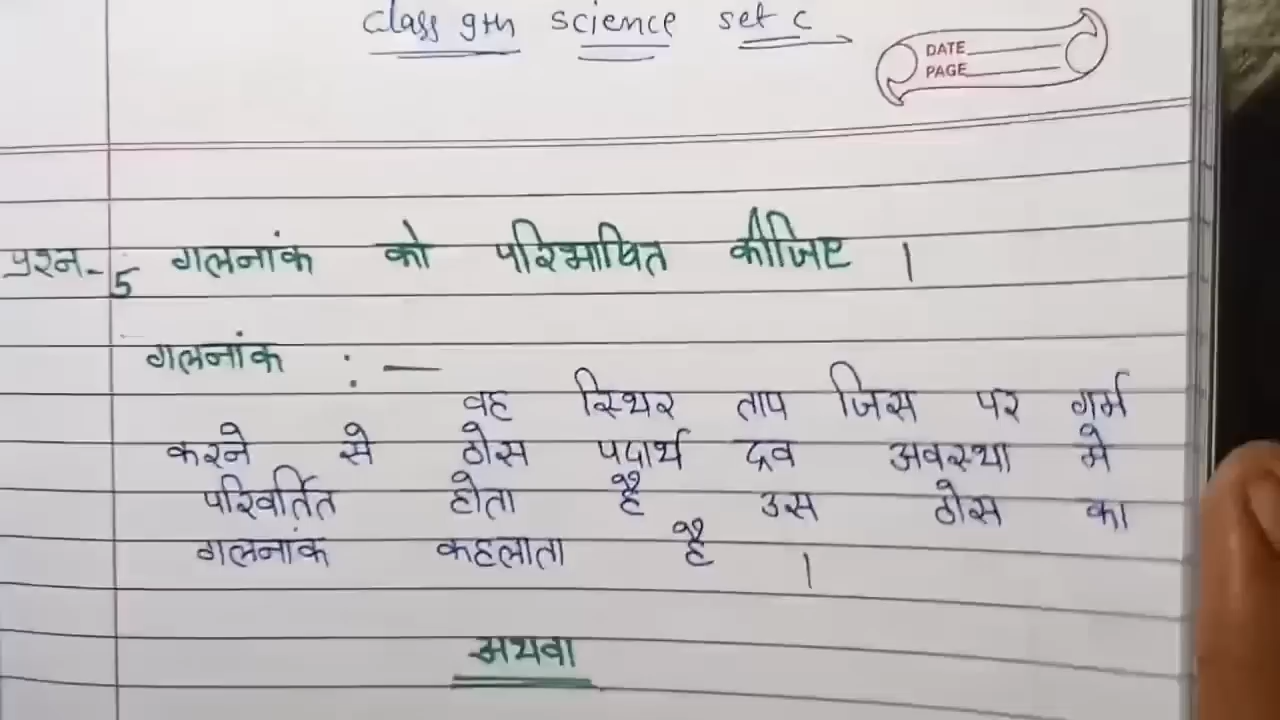 class 9th science set c
DATE
PAGE
प्रश्न-5 गलनांक को परिभाषित कीजिए ।
गलनांक :—
वह स्थिर ताप जिस पर गर्म
करने से ठोस पदार्थ द्रव अवस्था मे
परिवर्तित होता है उस ठोस का
गलनांक कहलाता है ।
अथवा